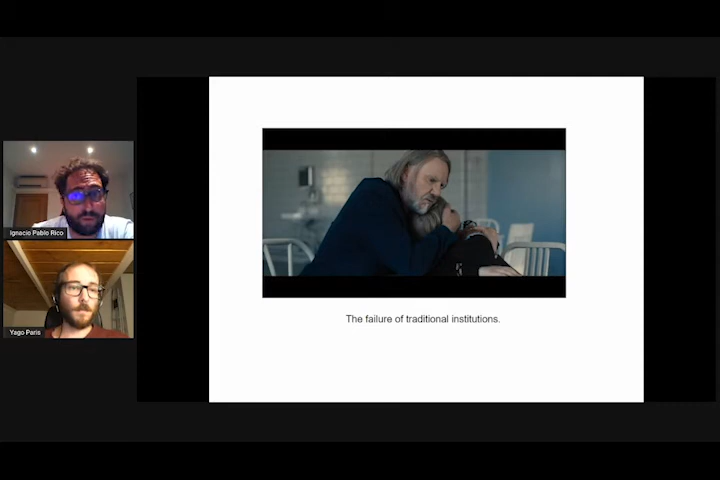 Ignacio Pablo Rico
Yago Paris
The failure of traditional institutions.